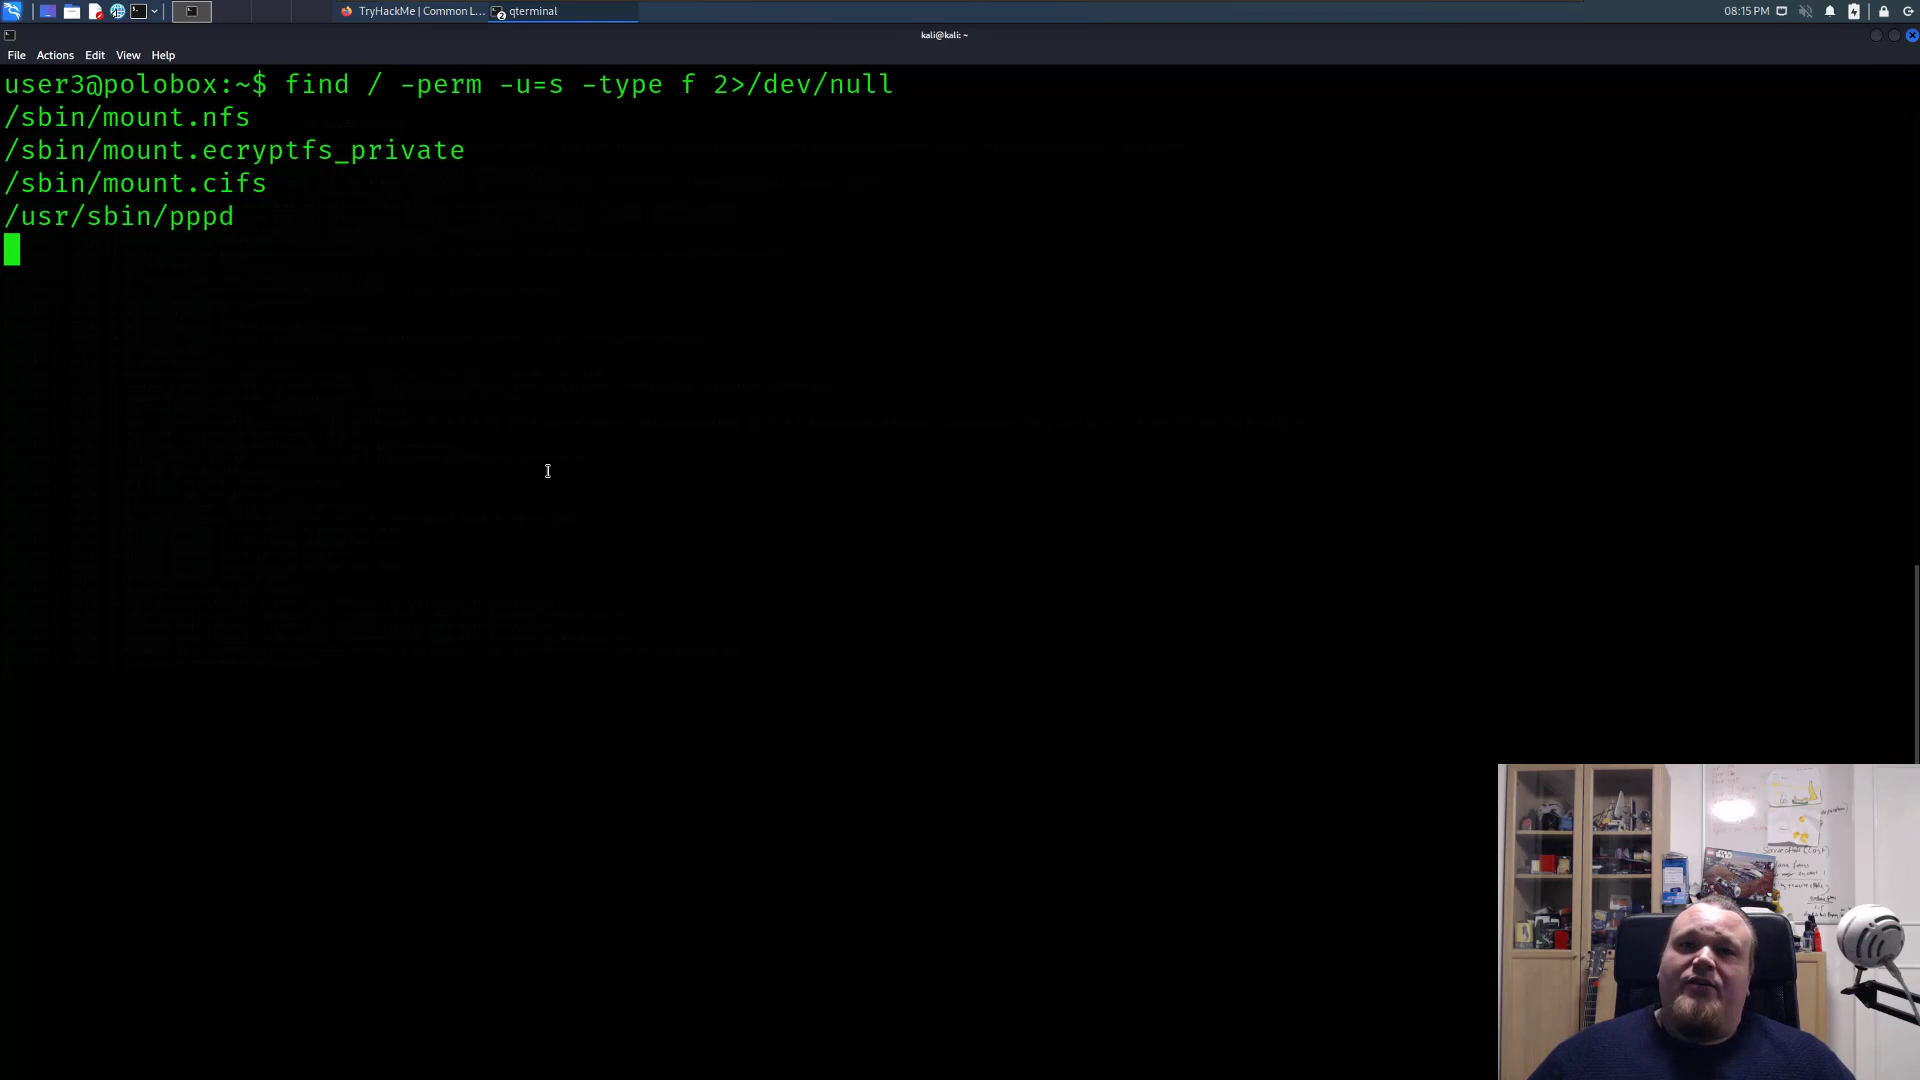 TryHackMe | Common L...
qterminal
08:15 PM
kali@kali: ~
File Actions Edit View Help
user3@polobox:~$ find / -perm -u=s -type f 2>/dev/null
/sbin/mount.nfs
/sbin/mount.ecryptfs_private
/sbin/mount.cifs
/usr/sbin/pppd